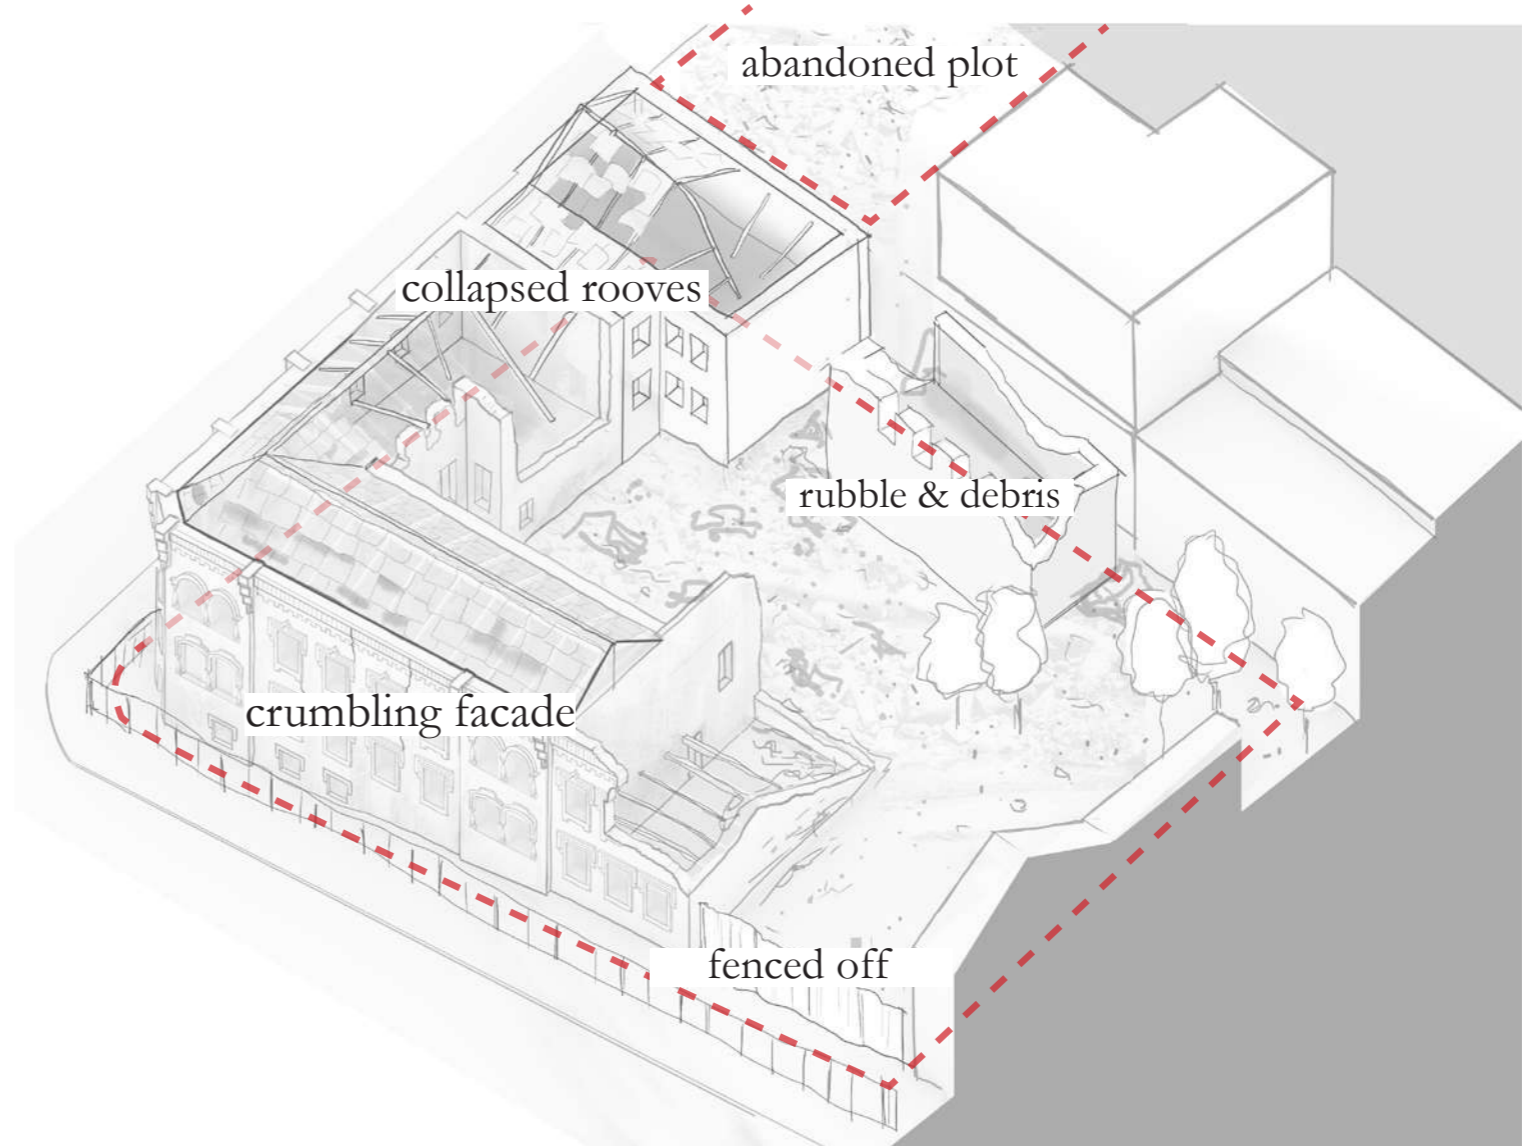 abandoned plot
collapsed rooves
rubble & debris
crumbling facade
fenced off